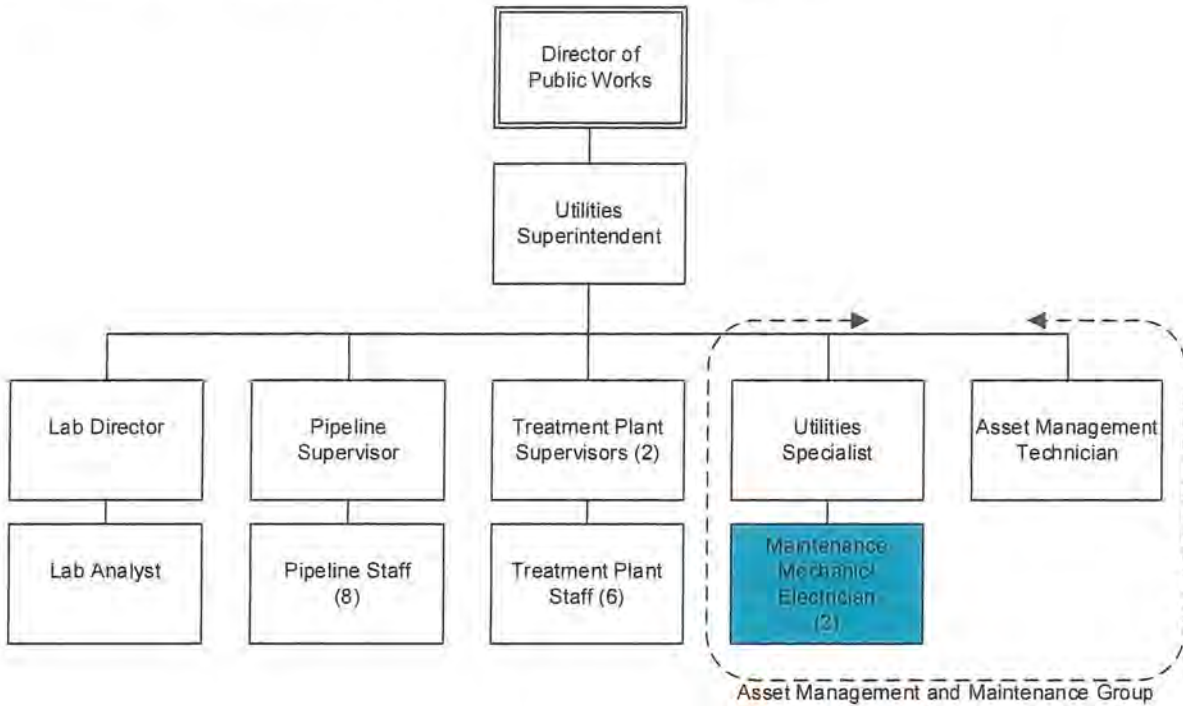 Director of
Public Works
Utilities
Superintendent
Lab Director
Pipeline
Supervisor
Treatment Plant
Supervisors (2)
Utilities
Specialist
Asset Management
Technician
Lab Analyst
Pipeline Staff
(8)
Treatment Plant
Staff (6)
Maintenance
Mechanic/
Electrician
(2)
Asset Management and Maintenance Group